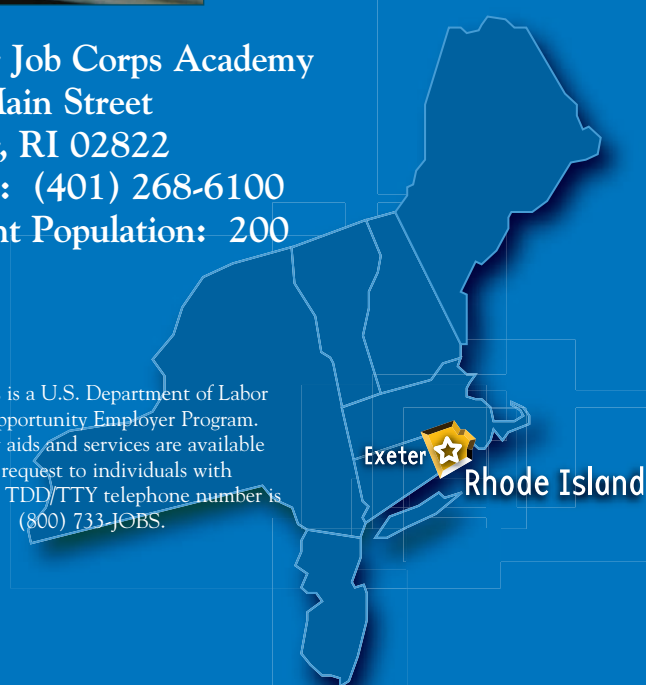 Job Corps Academy
Main Street
, RI 02822
: (401) 268-6100
nt Population: 200
is a U.S. Department of Labor
pportunity Employer Program.
aids and services are available
request to individuals with
TDD/TTY telephone number is
(800) 733-JOBS.
Exeter
Rhode Island